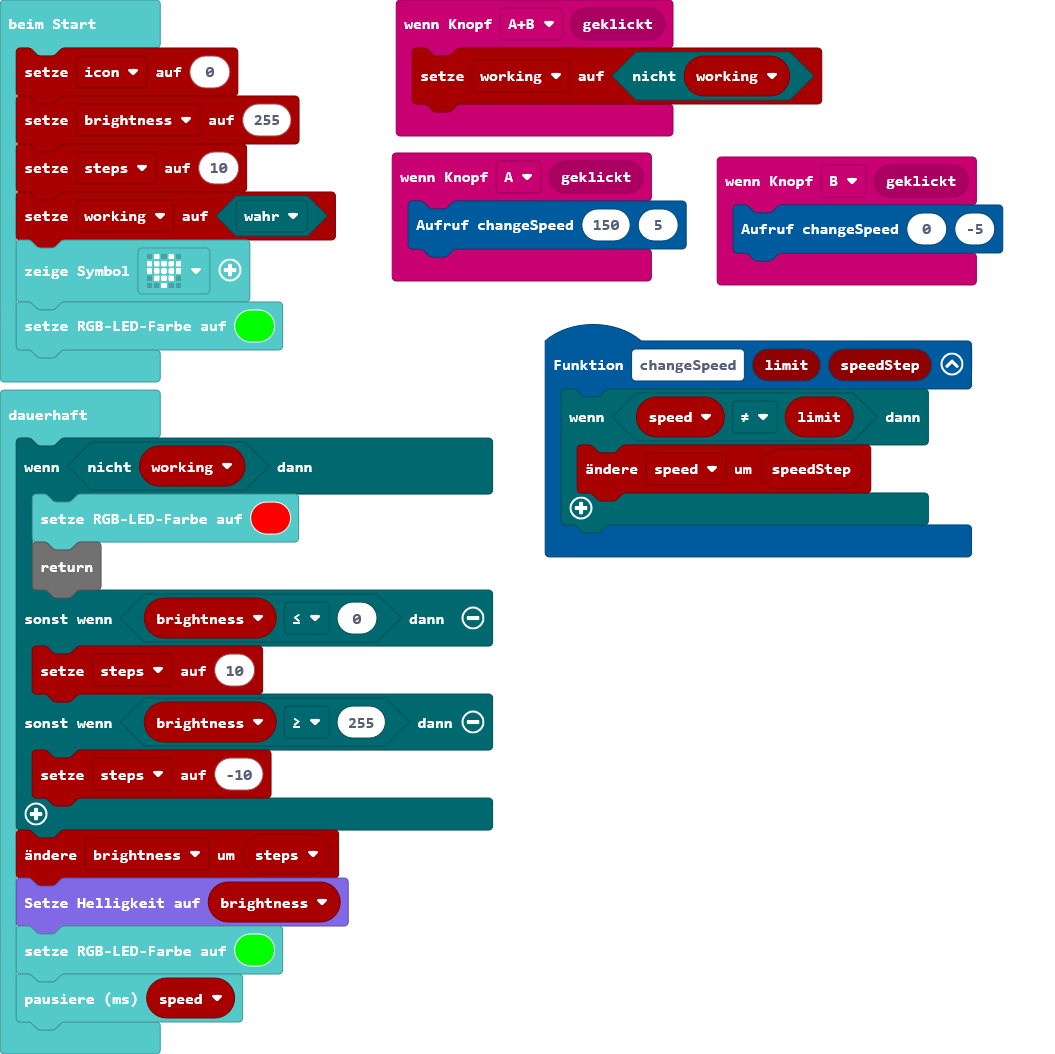 beim Start
setze icon auf 0
setze brightness auf 255
setze steps auf 10
setze working auf wahr
zeige Symbol
setze RGB-LED-Farbe auf
dauerhaft
wenn nicht working dann
setze RGB-LED-Farbe auf
return
sonst wenn brightness ≤ 0 dann
setze steps auf 10
sonst wenn brightness ≥ 255 dann
setze steps auf -10
ändere brightness um steps
Setze Helligkeit auf brightness
setze RGB-LED-Farbe auf
pausiere (ms) speed
wenn Knopf A+B geklickt
setze working auf nicht working
wenn Knopf A geklickt
Aufruf changeSpeed 150 5
wenn Knopf B geklickt
Aufruf changeSpeed 0 -5
Funktion changeSpeed limit speedStep
wenn speed ≠ limit dann
ändere speed um speedStep